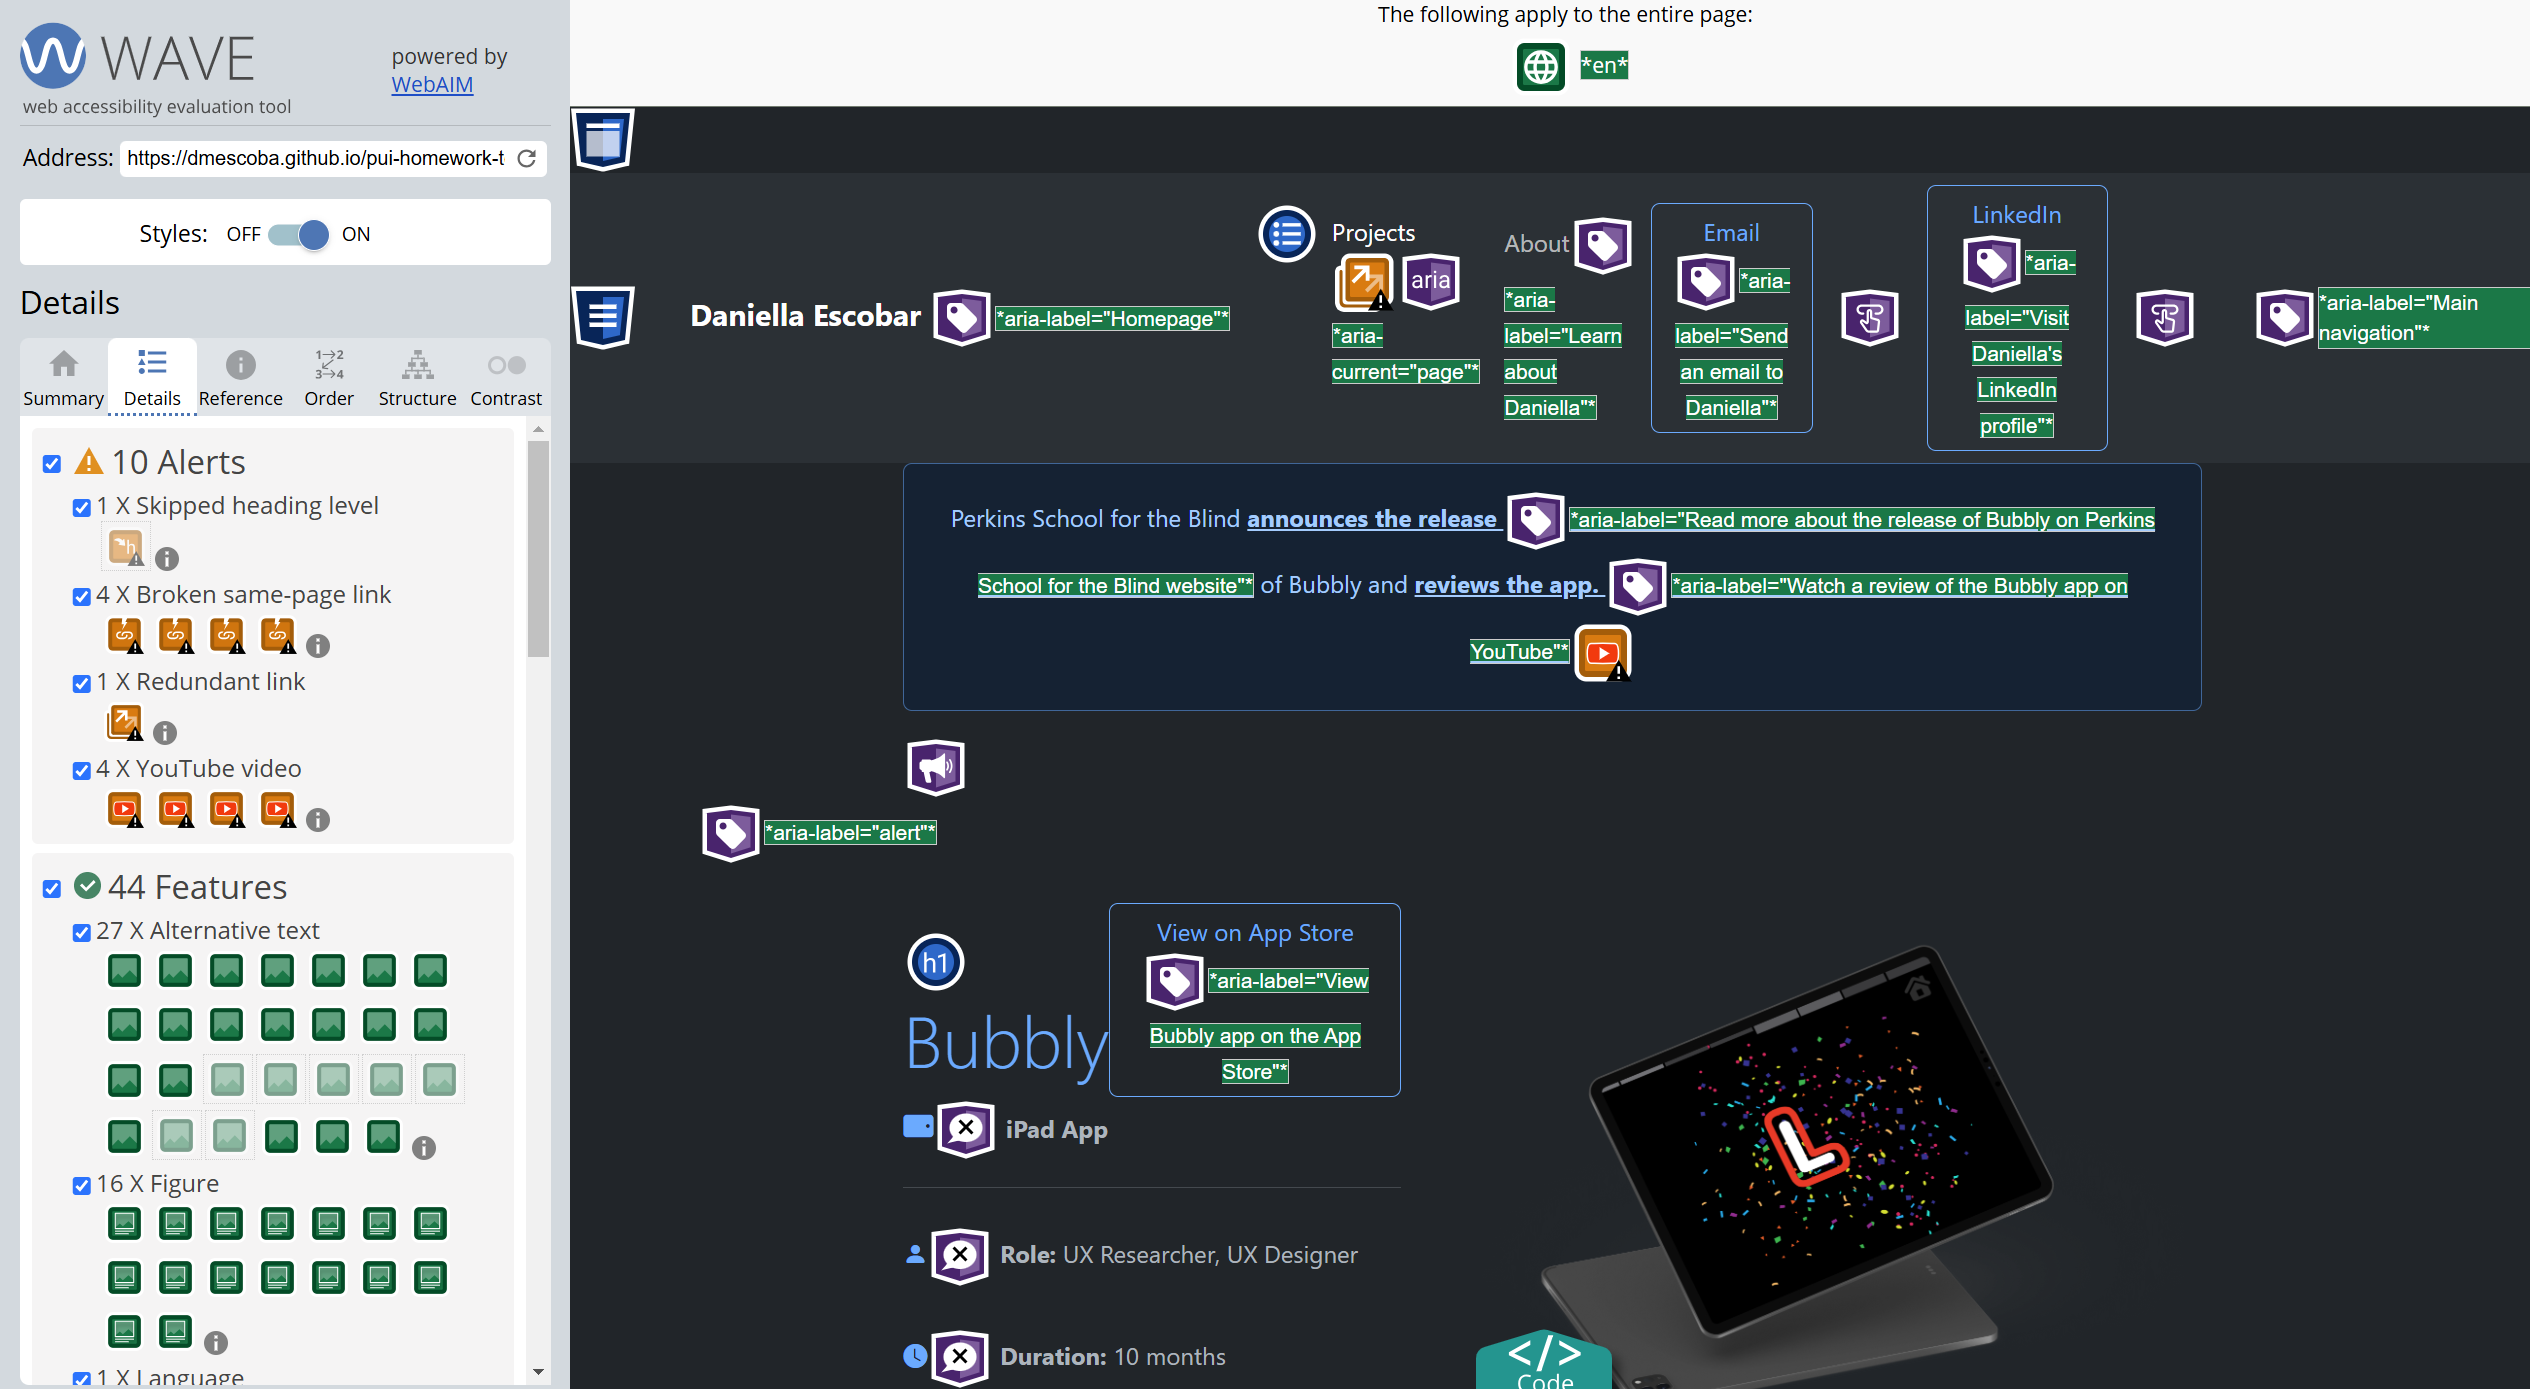 WAVE
powered by
WebAIM
web accessibility evaluation tool
Address: https://dmescoba.github.io/pui-homework-t
Styles: OFF ON
Details
Summary Details Reference Order Structure Contrast
10 Alerts
1 X Skipped heading level
4 X Broken same-page link
1 X Redundant link
4 X YouTube video
44 Features
27 X Alternative text
16 X Figure
1 X Language
The following apply to the entire page:
*en*
Daniella Escobar *aria-label="Homepage"*
Projects
aria
*aria-
current="page"*
About
*aria-
label="Learn
about
Daniella"*
Email
*aria-
label="Send
an email to
Daniella"*
LinkedIn
*aria-
label="Visit
Daniella's
LinkedIn
profile"*
*aria-label="Main
navigation"*
Perkins School for the Blind announces the release *aria-label="Read more about the release of Bubbly on Perkins
School for the Blind website"* of Bubbly and reviews the app. *aria-label="Watch a review of the Bubbly app on
YouTube"*
*aria-label="alert"*
h1
Bubbly
View on App Store
*aria-label="View
Bubbly app on the App
Store"*
iPad App
Role: UX Researcher, UX Designer
Duration: 10 months
L
</>
Code